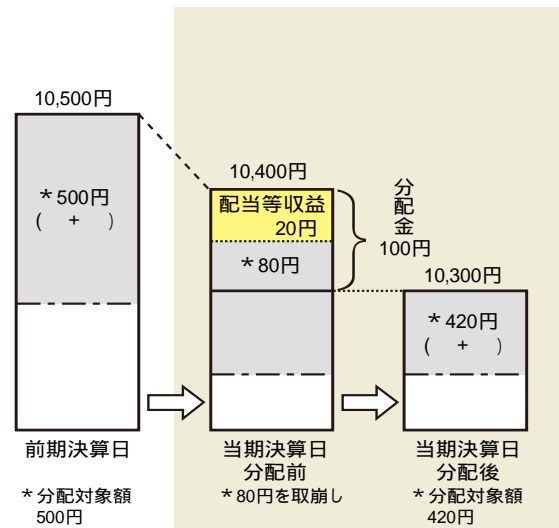 10,500円
*500円
( + )
前期決算日
*分配対象額
500円
10,400円
配当等収益
20円
*80円
分配金
100円
当期決算日
分配前
*80円を取崩し
10,300円
*420円
( + )
当期決算日
分配後
*分配対象額
420円